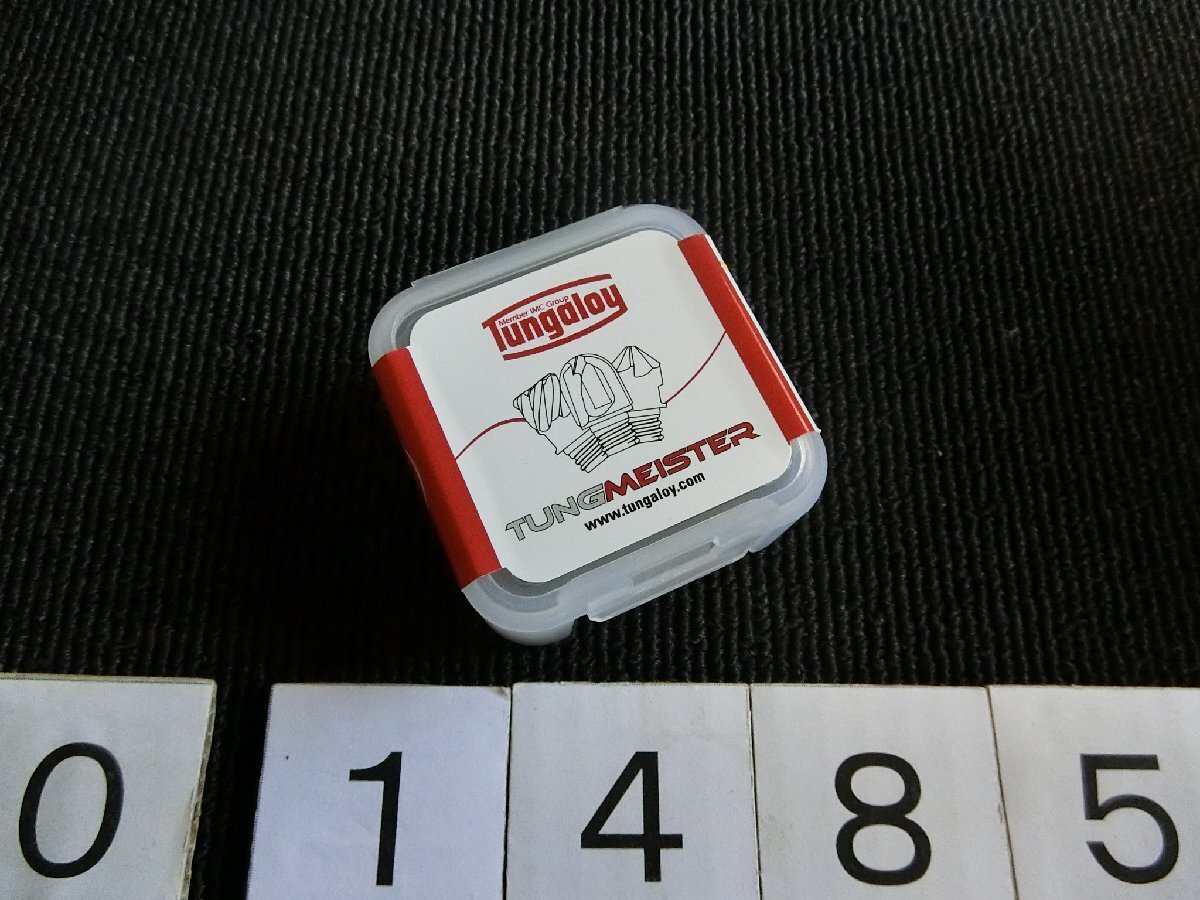 Member IMC Group
Tungaloy
TUNGMEISTER
www.tungaloy.com
0 1 4 8 5